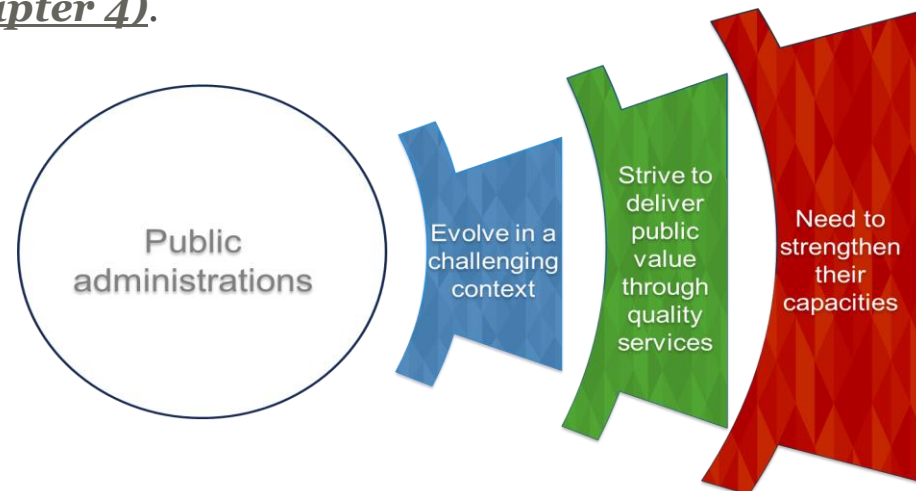 apter 4).
Public
administrations
Evolve in a
challenging
context
Strive to
deliver
public
value
through
quality
services
Need to
strengthen
their
capacities